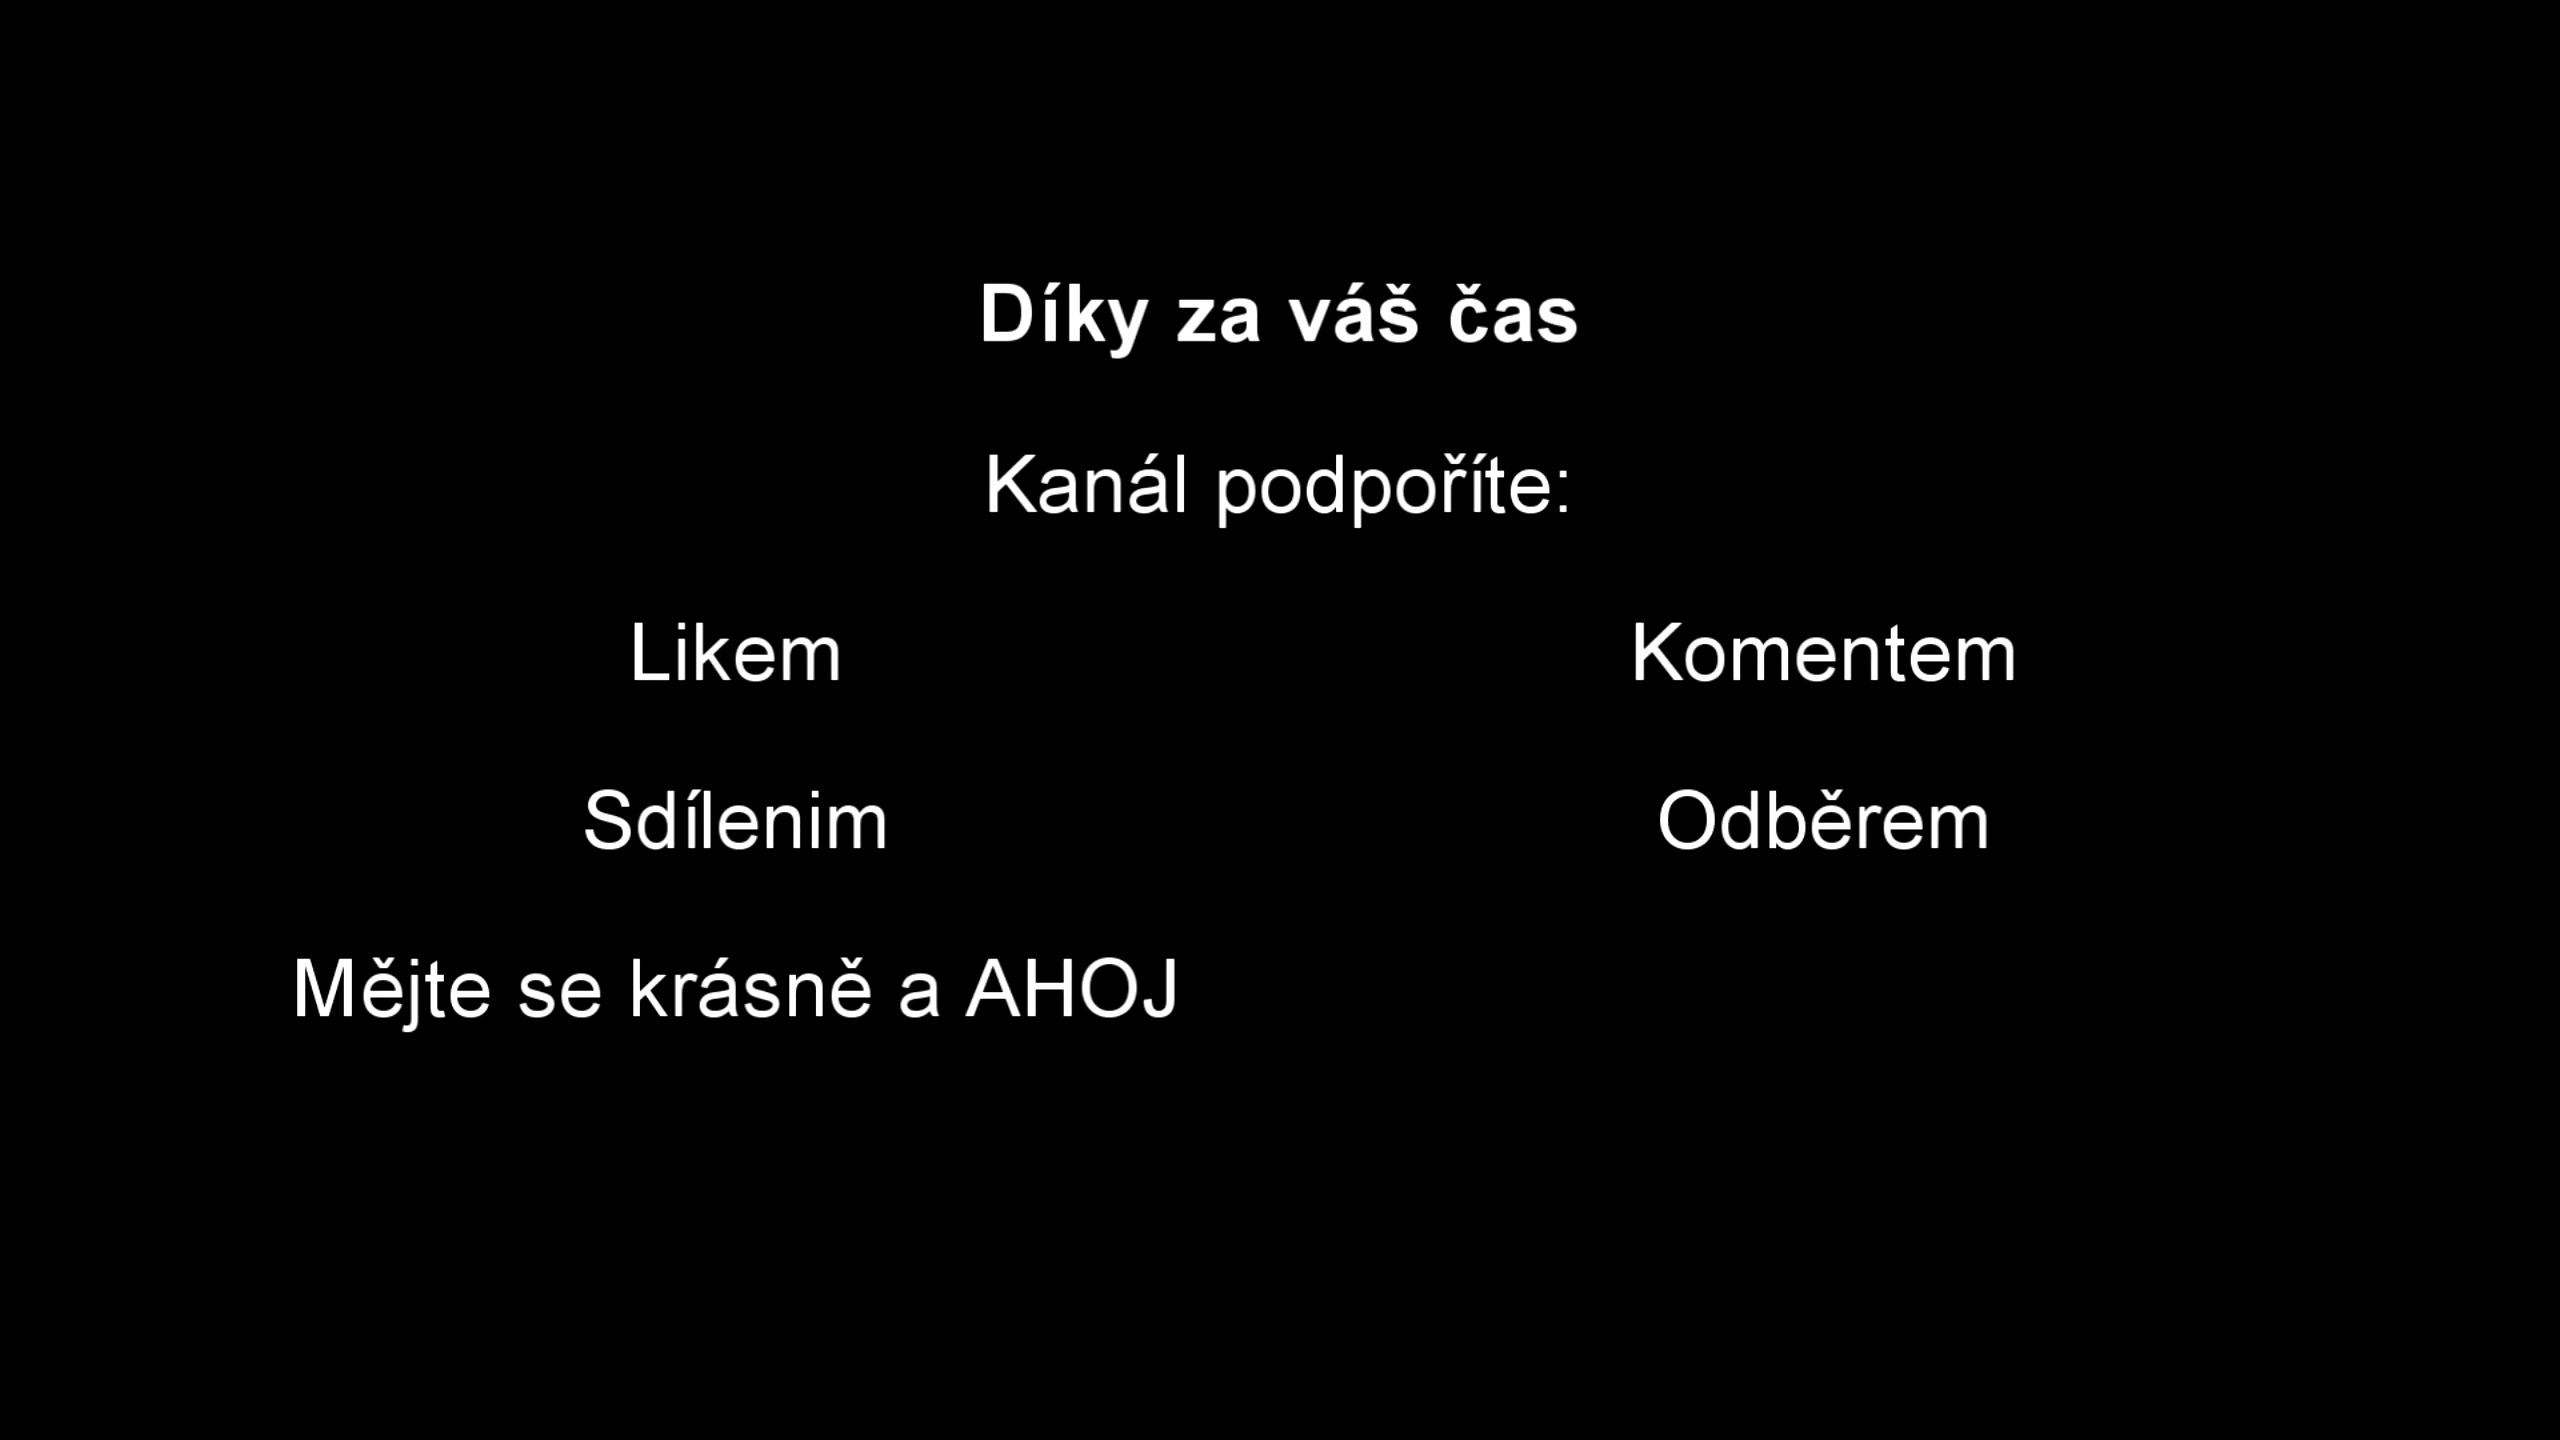 Díky za váš čas
Kanál podpoříte:
Likem
Komentem
Sdílenim
Odběrem
Mějte se krásně a AHOJ